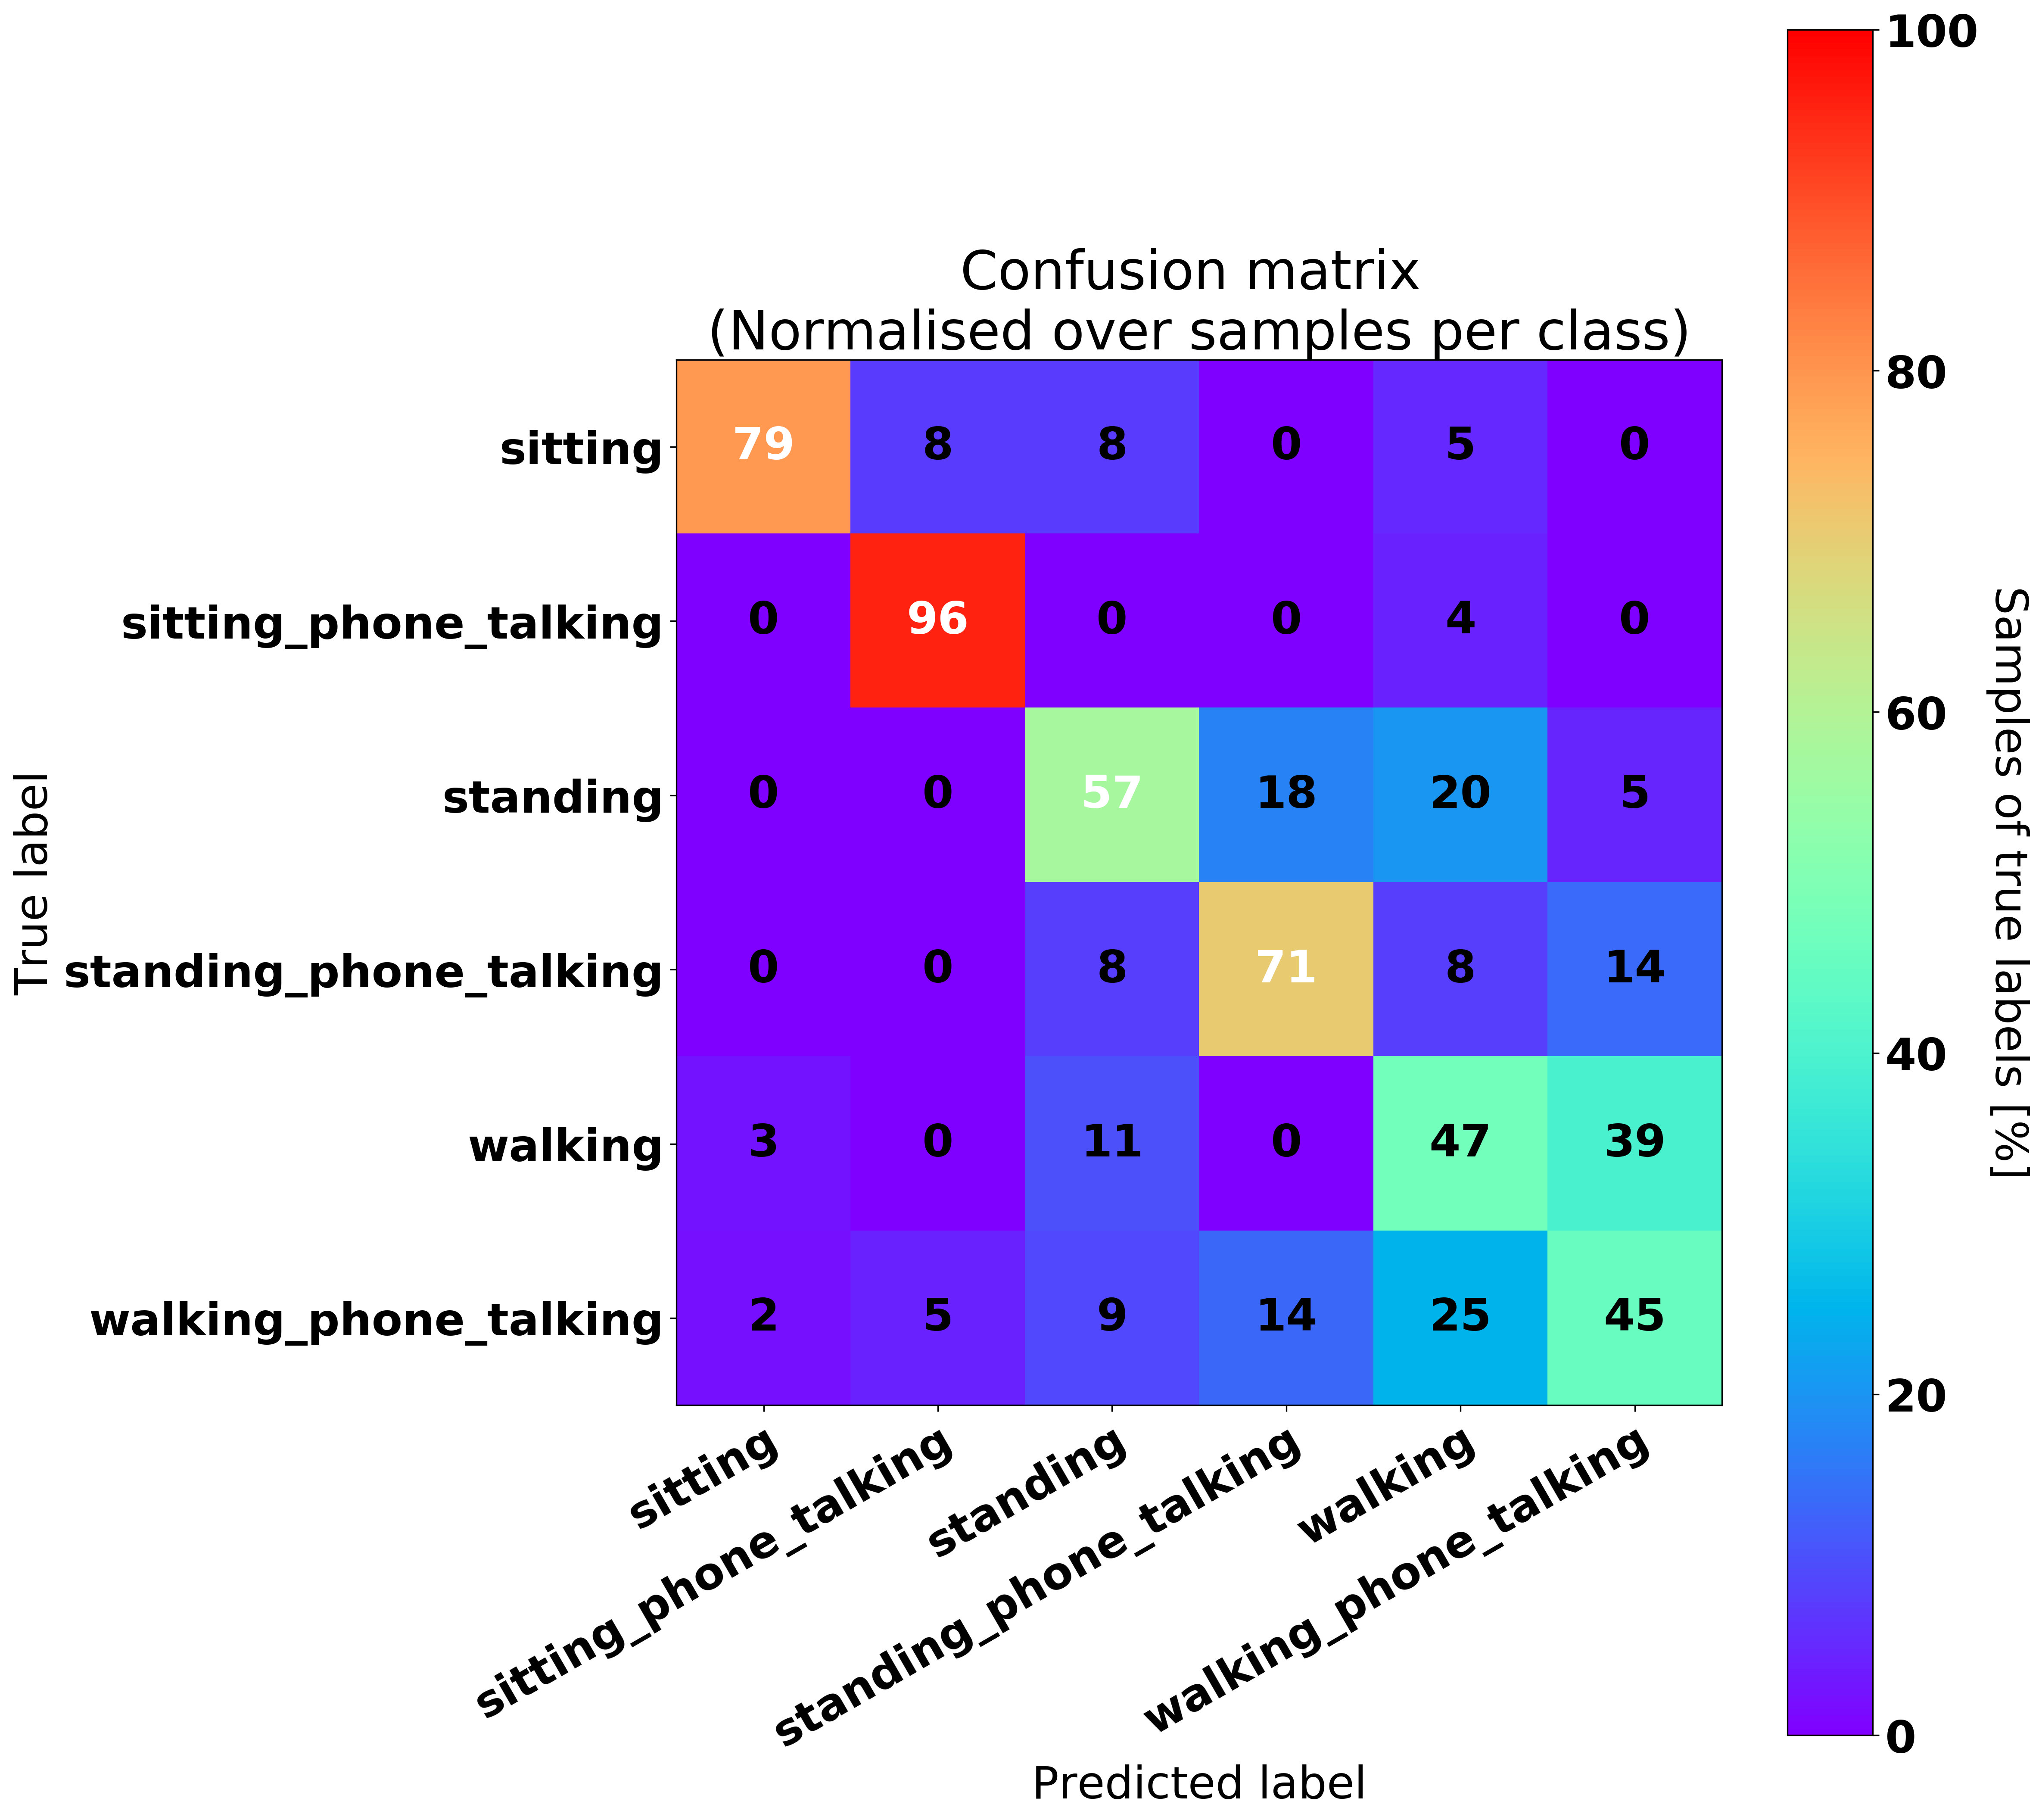 Confusion matrix
(Normalised over samples per class)
True label
sitting 79 8 8 0 5 0
sitting_phone_talking 0 96 0 0 4 0
standing 0 0 57 18 20 5
standing_phone_talking 0 0 8 71 8 14
walking 3 0 11 0 47 39
walking_phone_talking 2 5 9 14 25 45
sitting
sitting_phone_talking
standing
standing_phone_talking
walking
walking_phone_talking
Predicted label
100
80
60
40
20
0
Samples of true labels [%]